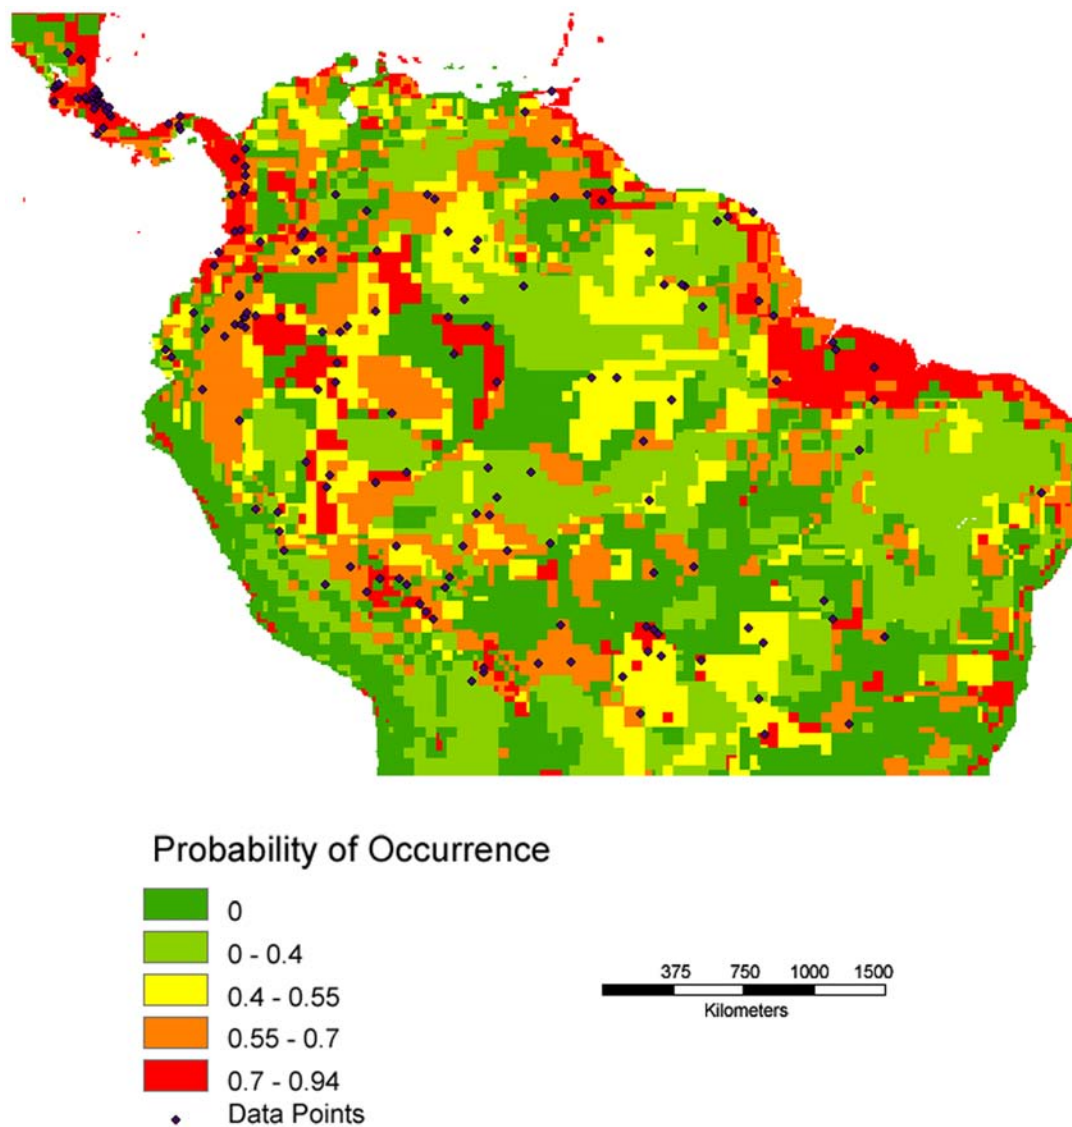 Probability of Occurrence
0
0 - 0.4
0.4 - 0.55
0.55 - 0.7
0.7 - 0.94
Data Points
375 750 1000 1500
Kilometers